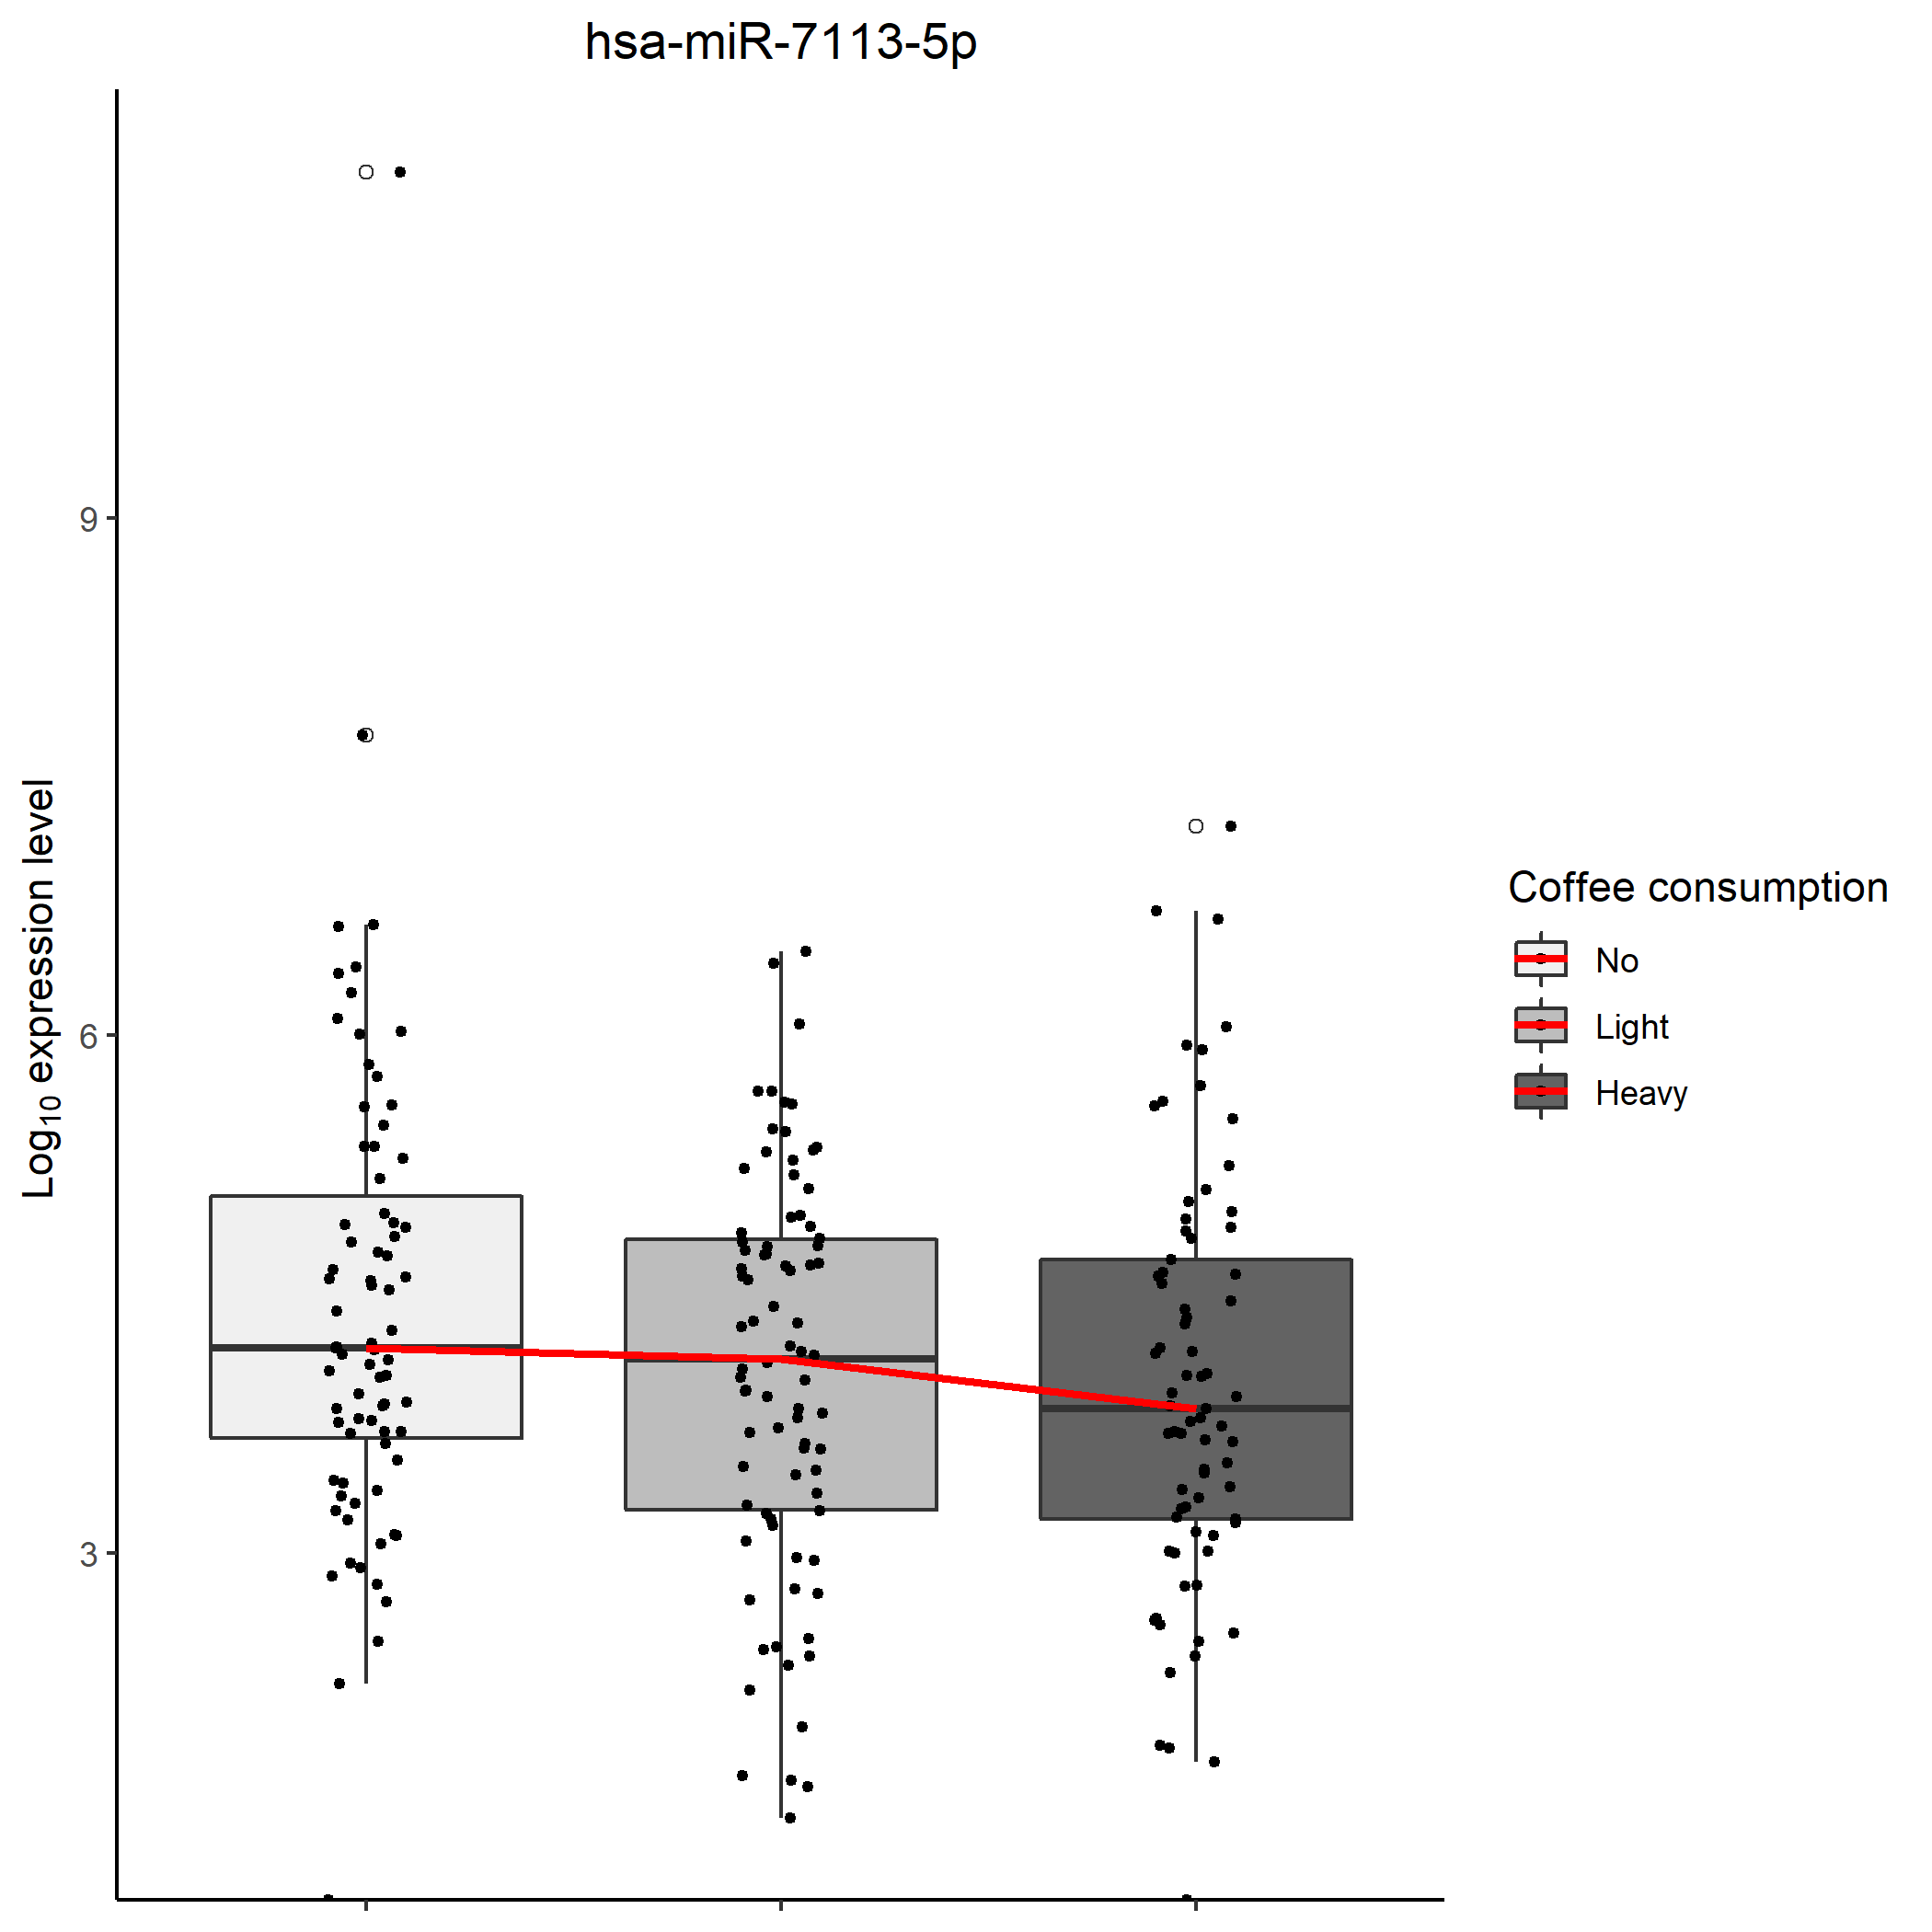 hsa-miR-7113-5p
Log10 expression level
9
6
3
Coffee consumption
No
Light
Heavy